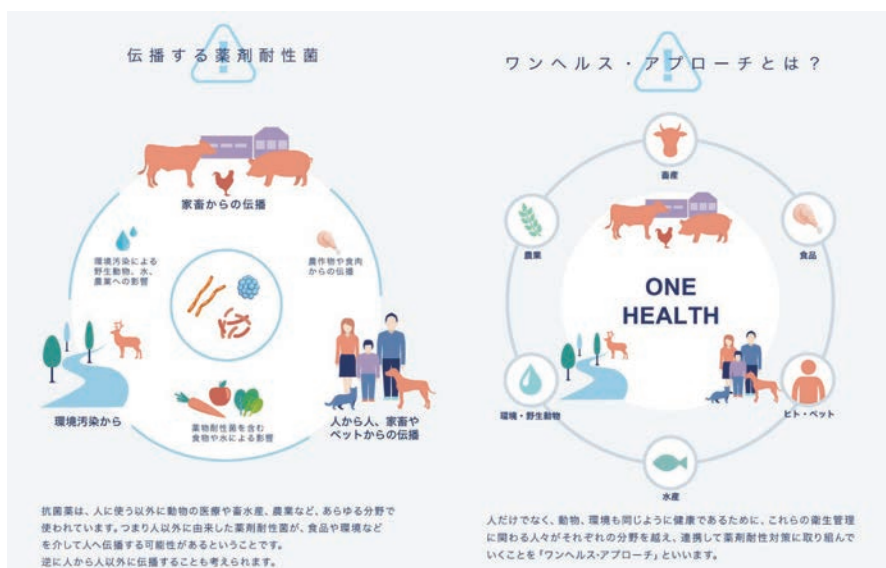 伝播する薬剤耐性菌
家畜からの伝播
環境汚染による
野生動物、水、
農業への影響
農作物や食肉
からの伝播
環境汚染から
薬物耐性菌を含む
食物や水による影響
人から人、家畜や
ペットからの伝播
抗菌薬は、人に使う以外に動物の医療や畜水産、農業など、あらゆる分野で
使われています。つまり人以外に由来した薬剤耐性菌が、食品や環境など
を介して人へ伝播する可能性があるということです。
逆に人から人以外に伝播することも考えられます。
ワンヘルス・アプローチとは？
畜産
農業
食品
ONE
HEALTH
環境・野生動物
ヒト・ペット
水産
人だけでなく、動物、環境も同じように健康であるために、これらの衛生管理
に関わる人々がそれぞれの分野を越え、連携して薬剤耐性対策に取り組んで
いくことを「ワンヘルス・アプローチ」といいます。